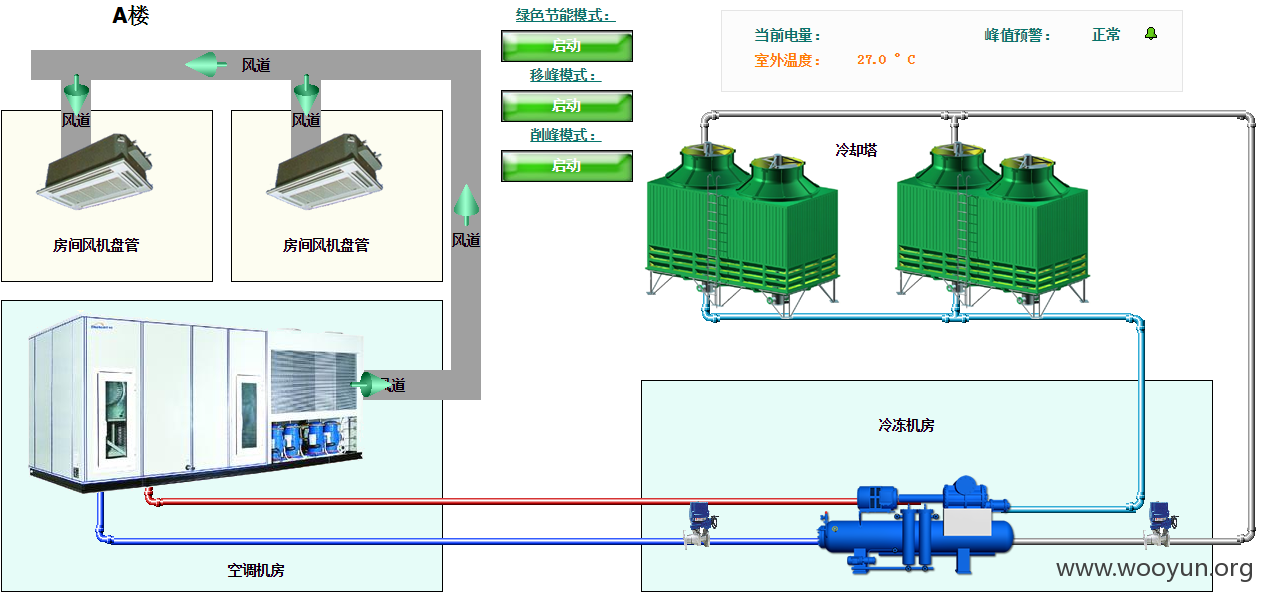 A楼
绿色节能模式：
启动
移峰模式：
启动
削峰模式：
启动
当前电量：
峰值预警：
正常
室外温度：
27.0 °C
风道
风道
风道
风道
风道
房间风机盘管
房间风机盘管
冷却塔
冷冻机房
空调机房
www.wooyun.org